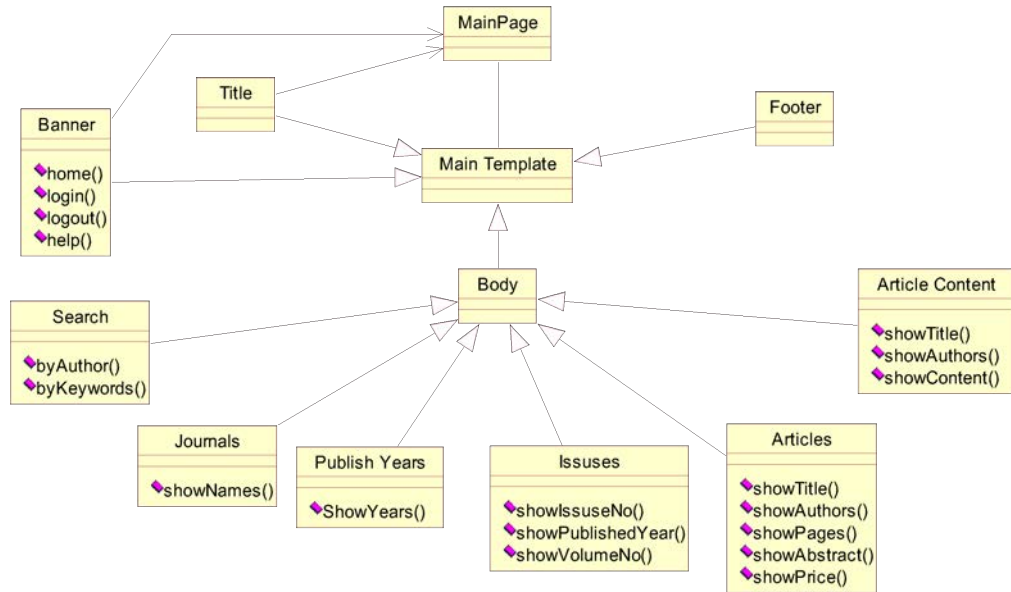 MainPage
Title
Footer
Banner
home()
login()
logout()
help()
Main Template
Body
Article Content
showTitle()
showAuthors()
showContent()
Search
byAuthor()
byKeywords()
Journals
showNames()
Publish Years
ShowYears()
Issuses
showIssuseNo()
showPublishedYear()
showVolumeNo()
Articles
showTitle()
showAuthors()
showPages()
showAbstract()
showPrice()